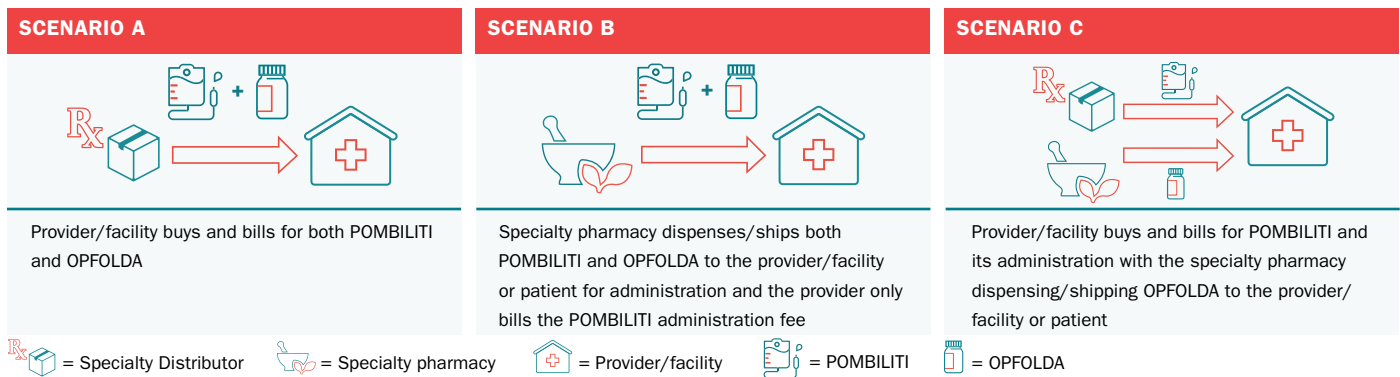 SCENARIO A
Rx
+
Provider/facility buys and bills for both POMBILITI
and OPFOLDA
SCENARIO B
+
Specialty pharmacy dispenses/ships both
POMBILITI and OPFOLDA to the provider/facility
or patient for administration and the provider only
bills the POMBILITI administration fee
SCENARIO C
Rx
Provider/facility buys and bills for POMBILITI and
its administration with the specialty pharmacy
dispensing/shipping OPFOLDA to the provider/
facility or patient
Rx = Specialty Distributor
= Specialty pharmacy
= Provider/facility
= POMBILITI
= OPFOLDA